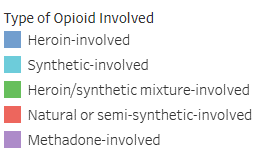 Type of Opioid Involved
Heroin-involved
Synthetic-involved
Heroin/synthetic mixture-involved
Natural or semi-synthetic-involved
Methadone-involved